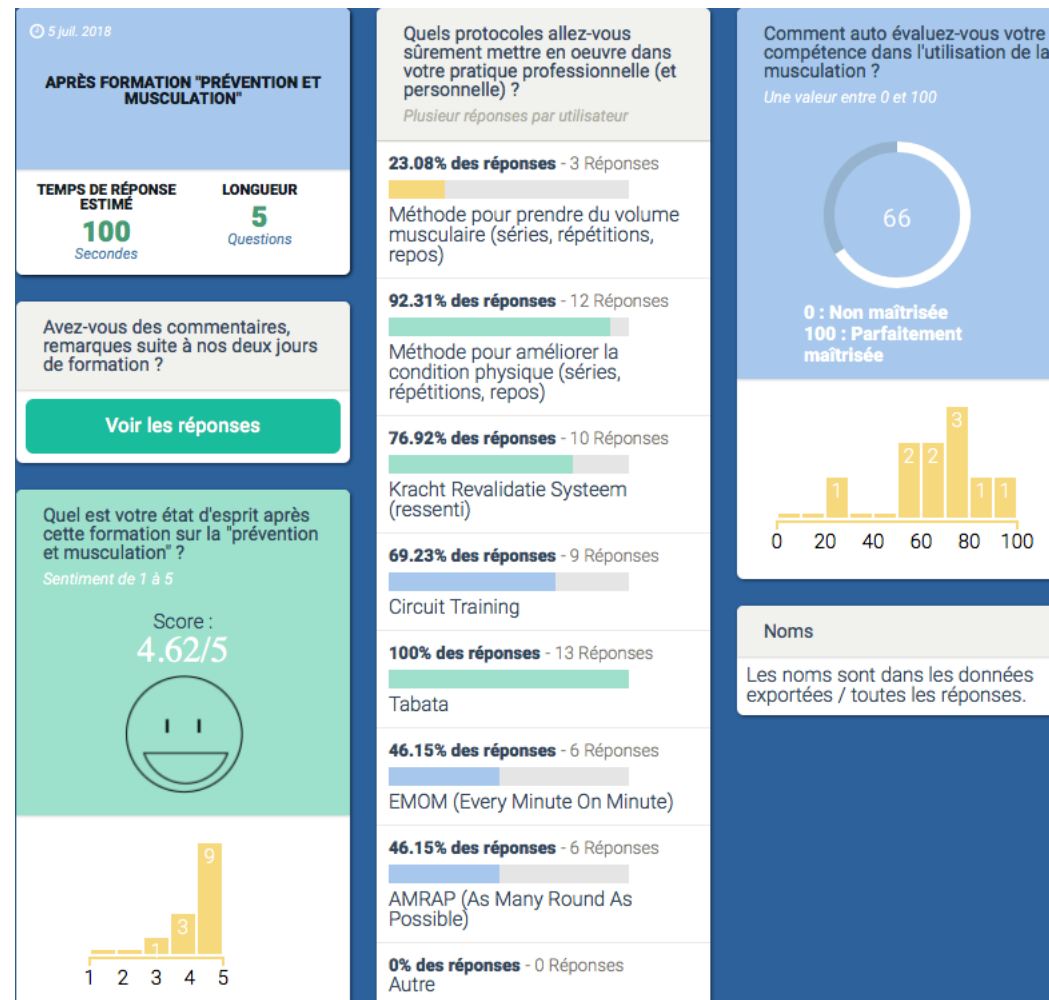 5 juil. 2018
APRÈS FORMATION "PRÉVENTION ET
MUSCULATION"
TEMPS DE RÉPONSE
ESTIMÉ
100
Secondes
LONGUEUR
5
Questions
Avez-vous des commentaires,
remarques suite à nos deux jours
de formation ?
Voir les réponses
Quel est votre état d'esprit après
cette formation sur la "prévention
et musculation" ?
Sentiment de 1 à 5
Score :
4.62/5
9
3
1
1 2 3 4 5
Quels protocoles allez-vous
sûrement mettre en oeuvre dans
votre pratique professionnelle (et
personnelle) ?
Plusieur réponses par utilisateur
23.08% des réponses - 3 Réponses
Méthode pour prendre du volume
musculaire (séries, répétitions,
repos)
92.31% des réponses - 12 Réponses
Méthode pour améliorer la
condition physique (séries,
répétitions, repos)
76.92% des réponses - 10 Réponses
Kracht Revalidatie Systeem
(ressenti)
69.23% des réponses - 9 Réponses
Circuit Training
100% des réponses - 13 Réponses
Tabata
46.15% des réponses - 6 Réponses
EMOM (Every Minute On Minute)
46.15% des réponses - 6 Réponses
AMRAP (As Many Round As
Possible)
0% des réponses - 0 Réponses
Autre
Comment auto évaluez-vous votre
compétence dans l'utilisation de la
musculation ?
Une valeur entre 0 et 100
66
0 : Non maîtrisée
100 : Parfaitement
maîtrisée
3
2 2
1 1 1
0 20 40 60 80 100
Noms
Les noms sont dans les données
exportées / toutes les réponses.